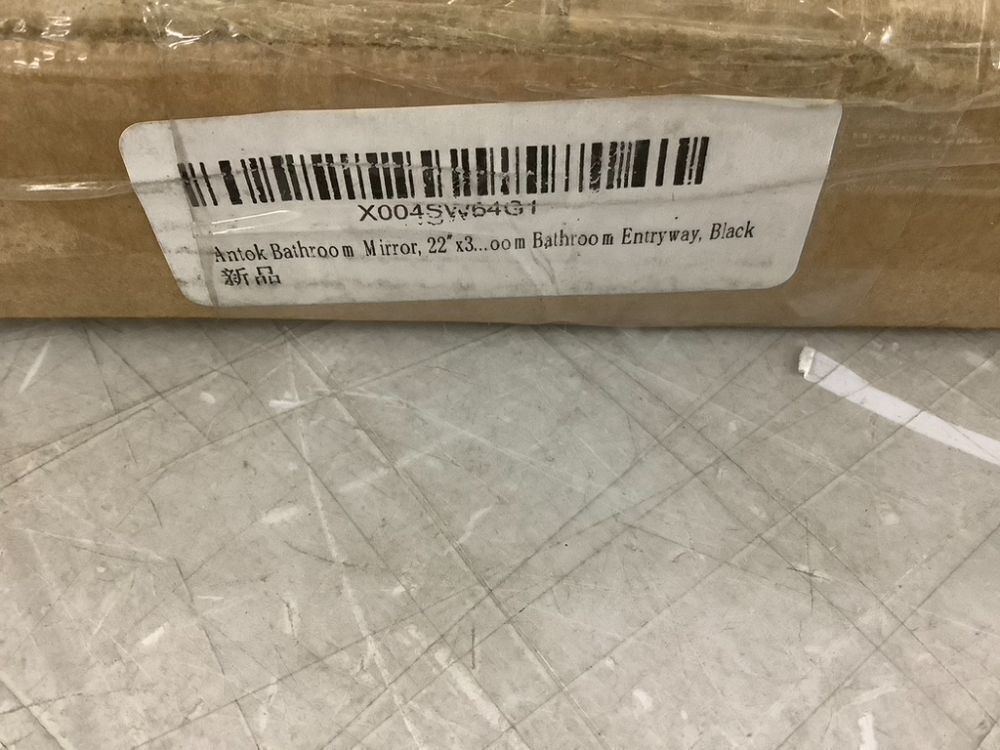 X004SW64G1
Antok Bathroom Mirror, 22"x3...oom Bathroom Entryway, Black
新品